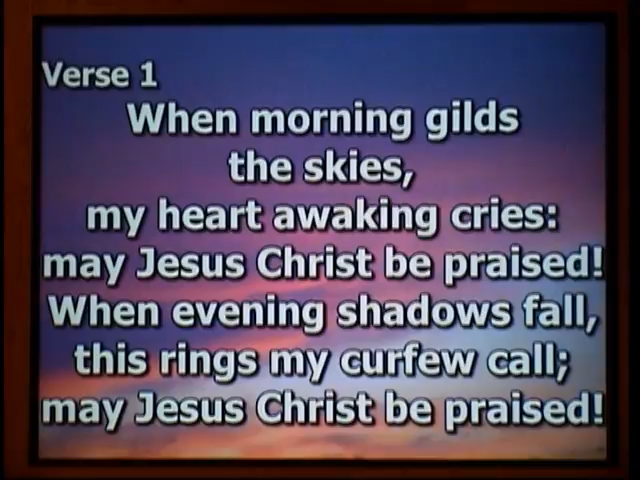 Verse 1
When morning gilds
the skies,
my heart awaking cries:
may Jesus Christ be praised!
When evening shadows fall,
this rings my curfew call;
may Jesus Christ be praised!